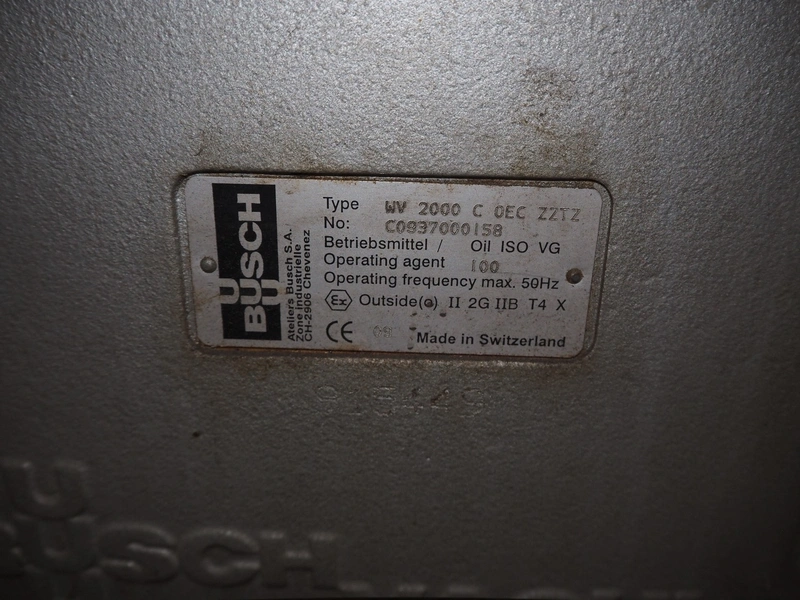 BUSCH
Ateliers Busch S.A.
Zone industrielle
CH-2906 Chevenez
Type WV 2000 C 0EC ZZTZ
No: C0937000158
Betriebsmittel / Oil ISO VG
Operating agent 100
Operating frequency max. 50Hz
Ex Outside(c) II 2G IIB T4 X
CE Made in Switzerland
BUSCH